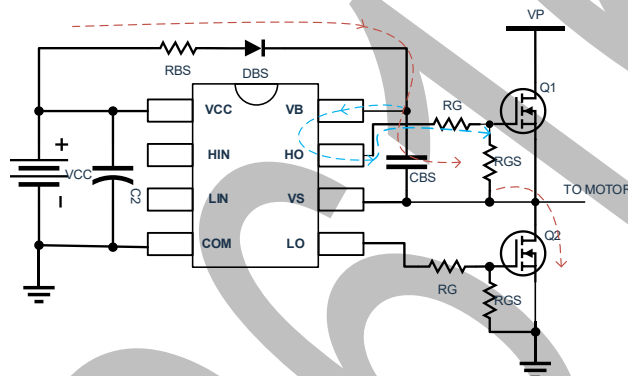 VP
RBS
DBS
VCC
VB
RG
Q1
HIN
HO
RGS
+
VCC
C2
CBS
LIN
VS
TO MOTOR
COM
LO
Q2
RG
RGS